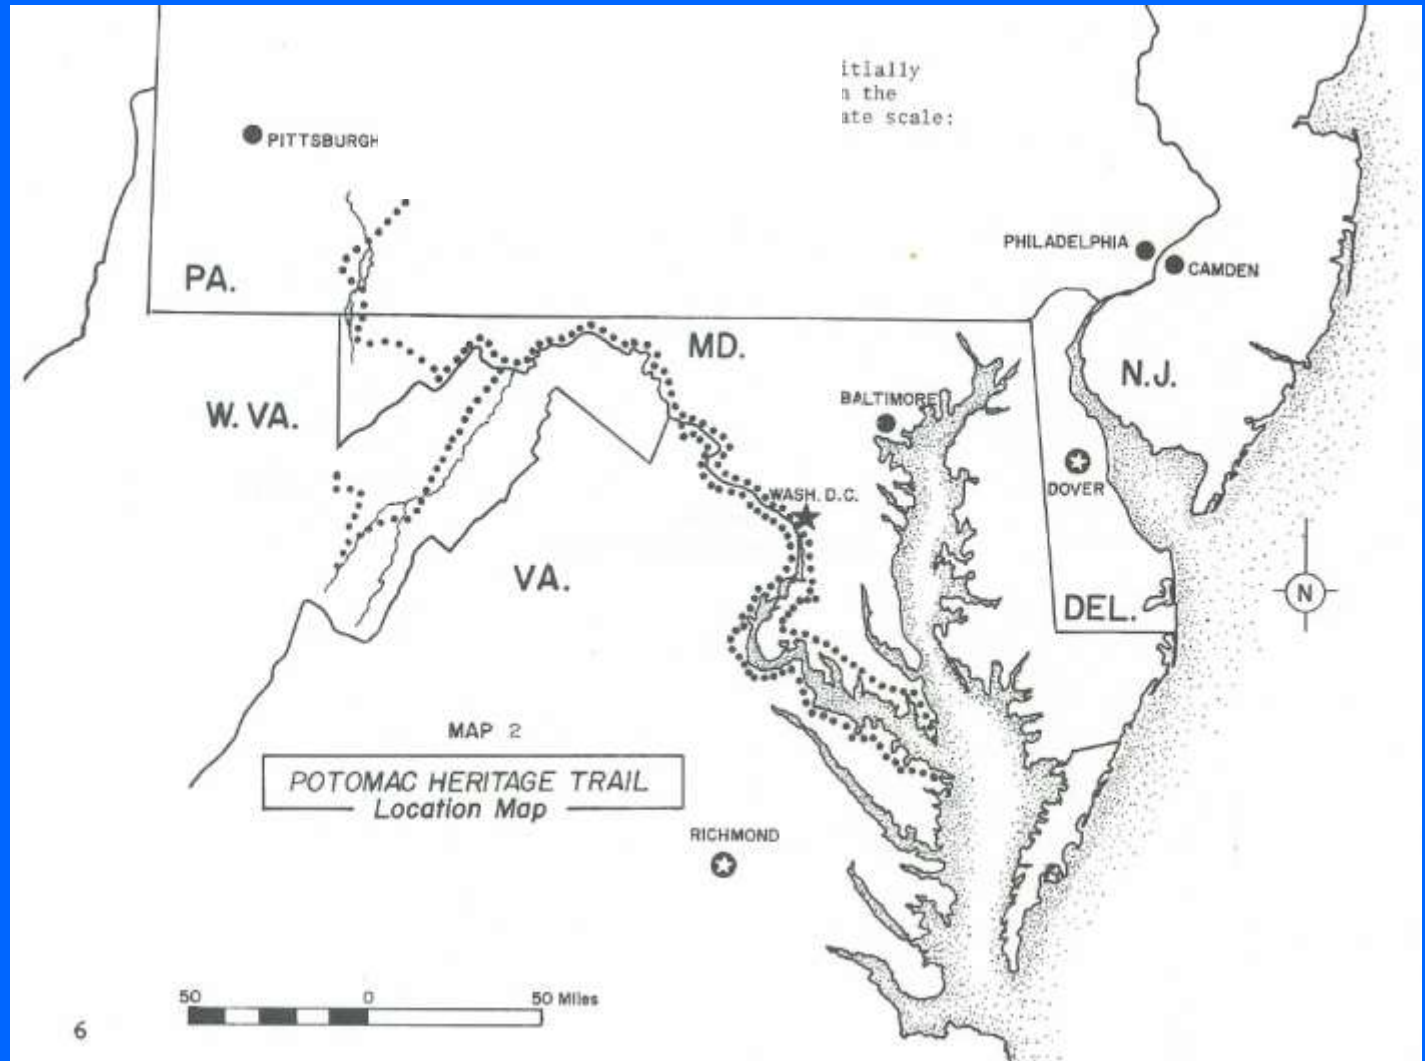 itially
n the
ate scale:
PITTSBURGH
PHILADELPHIA
CAMDEN
PA.
MD.
N.J.
W. VA.
BALTIMORE
DOVER
WASH. D.C.
VA.
DEL.
N
MAP 2
POTOMAC HERITAGE TRAIL
Location Map
RICHMOND
50 0 50 Miles
6